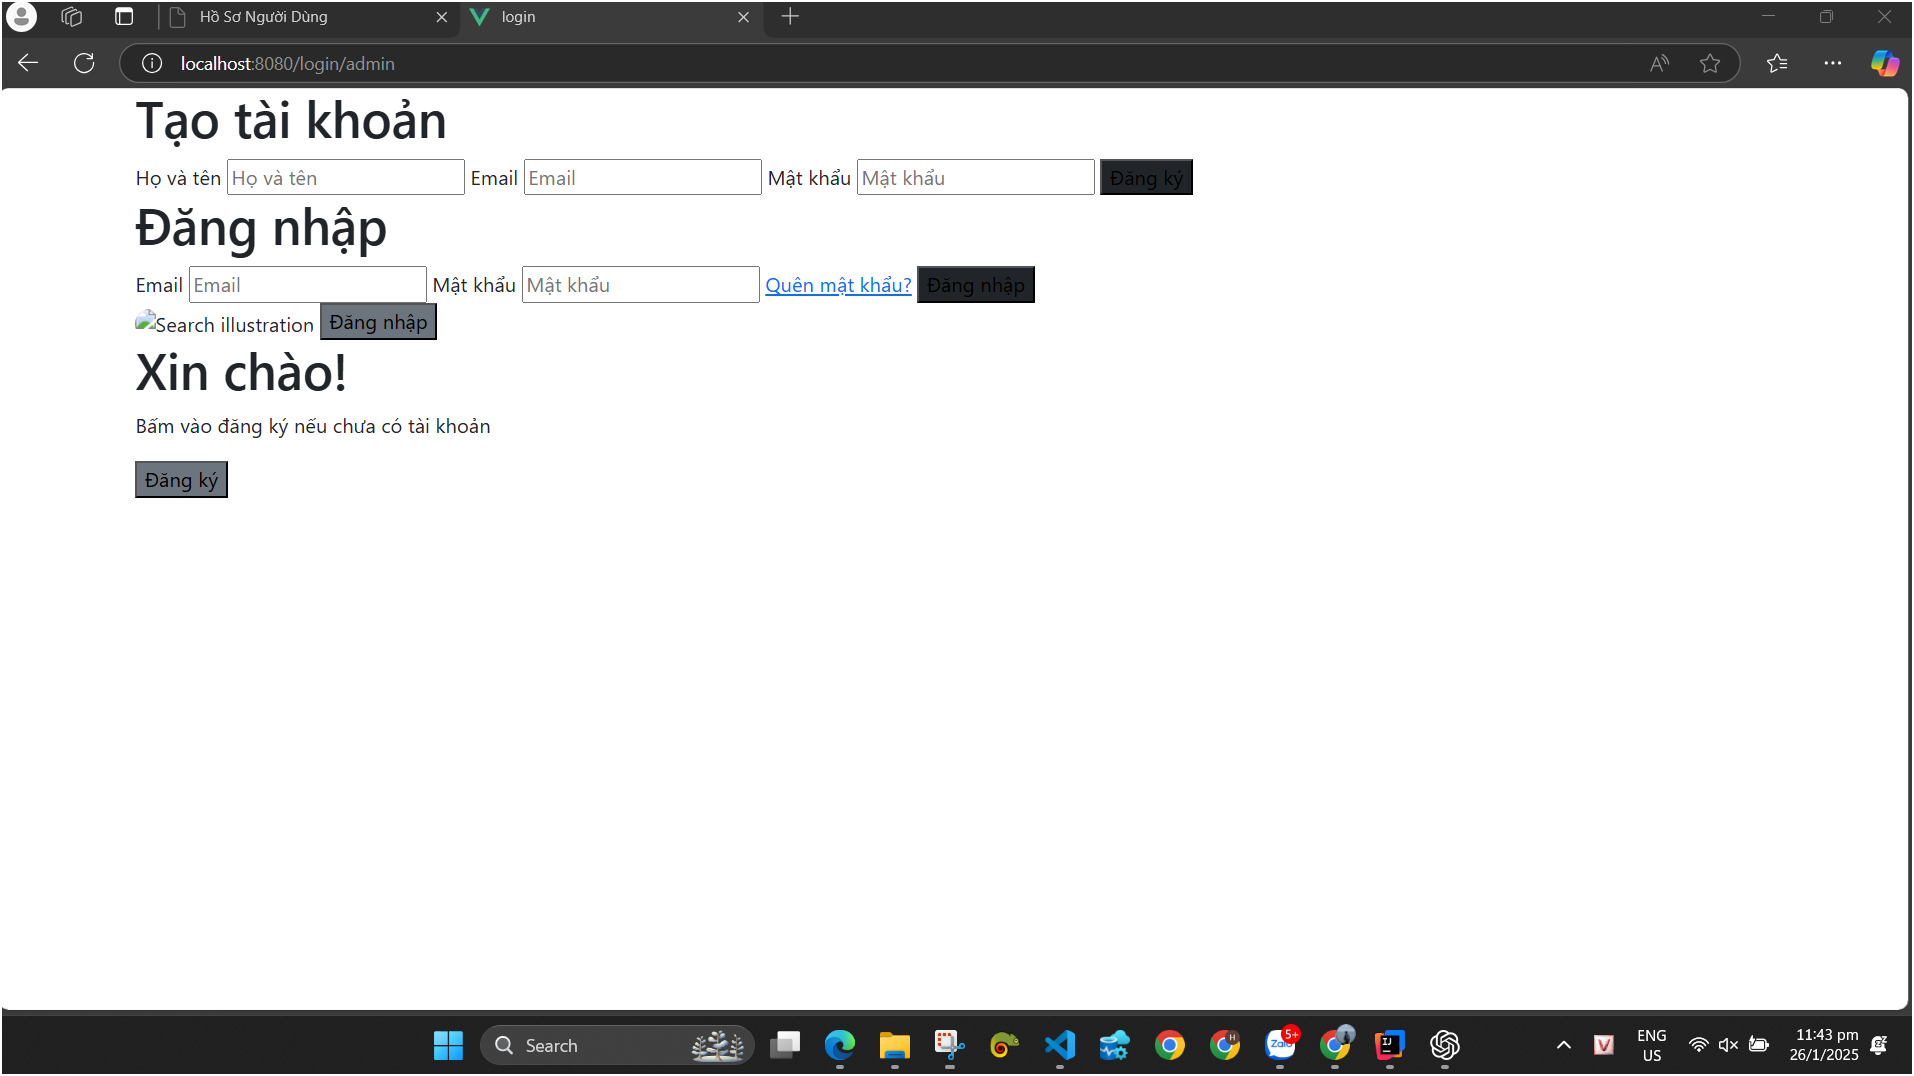 Hồ Sơ Người Dùng
login
localhost:8080/login/admin
Tạo tài khoản
Họ và tên Họ và tên Email Email Mật khẩu Mật khẩu Đăng ký
Đăng nhập
Email Email Mật khẩu Mật khẩu Quên mật khẩu? Đăng nhập
Search illustration Đăng nhập
Xin chào!
Bấm vào đăng ký nếu chưa có tài khoản
Đăng ký
Search
H
Zalo
5+
IJ
V
ENG
US
11:43 pm
26/1/2025